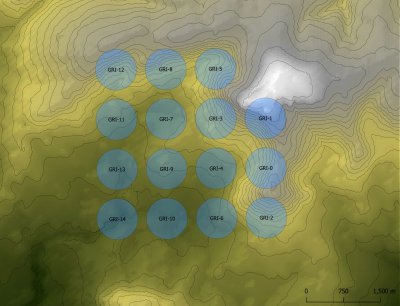 GRI-12 GRI-8 GRI-5
GRI-11 GRI-7 GRI-3 GRI-1
GRI-13 GRI-9 GRI-4 GRI-0
GRI-14 GRI-10 GRI-6 GRI-2
0 750 1,500 m